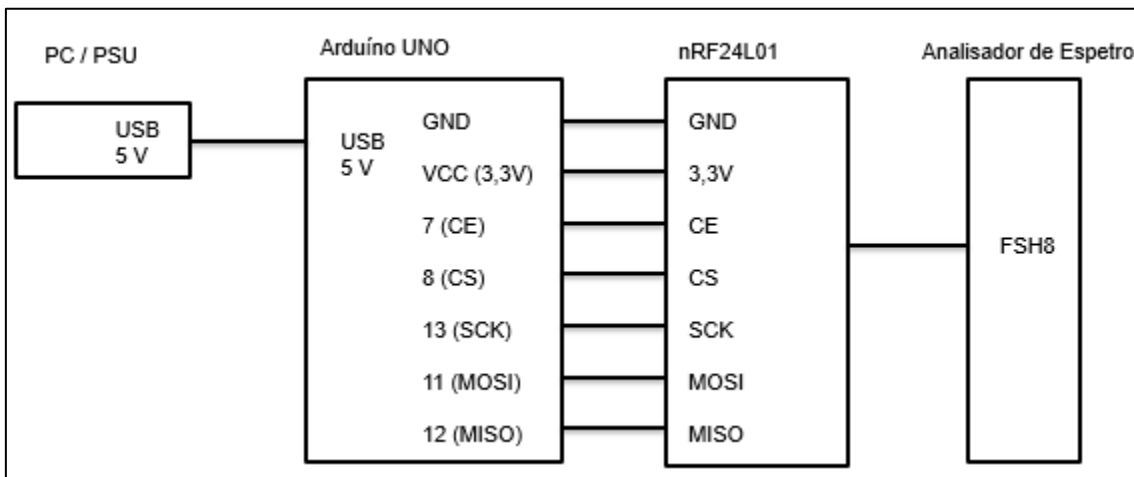 PC / PSU
Arduíno UNO
nRF24L01
Analisador de Espetro
USB
5 V
USB
5 V
GND
VCC (3,3V)
7 (CE)
8 (CS)
13 (SCK)
11 (MOSI)
12 (MISO)
GND
3,3V
CE
CS
SCK
MOSI
MISO
FSH8